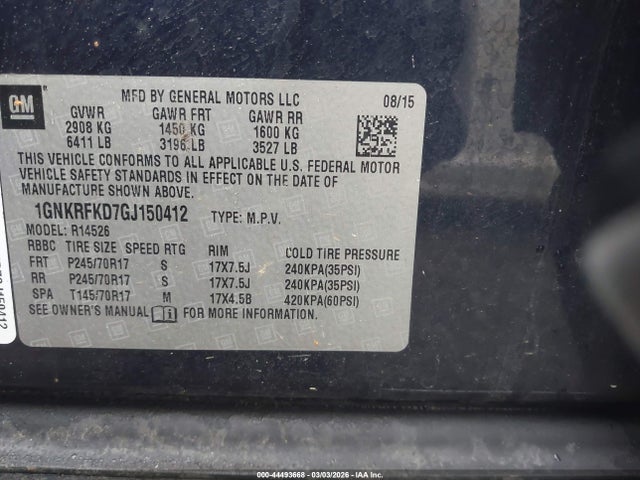 GM
MFD BY GENERAL MOTORS LLC 08/15
GVWR GAWR FRT GAWR RR
2908 KG 1450 KG 1600 KG
6411 LB 3196 LB 3527 LB
THIS VEHICLE CONFORMS TO ALL APPLICABLE U.S. FEDERAL MOTOR
VEHICLE SAFETY STANDARDS IN EFFECT ON THE DATE OF
MANUFACTURE SHOWN ABOVE.
1GNKRFKD7GJ150412 TYPE: M.P.V.
MODEL: R14526
RBBC TIRE SIZE SPEED RTG RIM COLD TIRE PRESSURE
FRT P245/70R17 S 17X7.5J 240KPA(35PSI)
RR P245/70R17 S 17X7.5J 240KPA(35PSI)
SPA T145/70R17 M 17X4.5B 420KPA(60PSI)
SEE OWNER'S MANUAL FOR MORE INFORMATION.
000-44493668 - 03/03/2026 - IAA Inc.